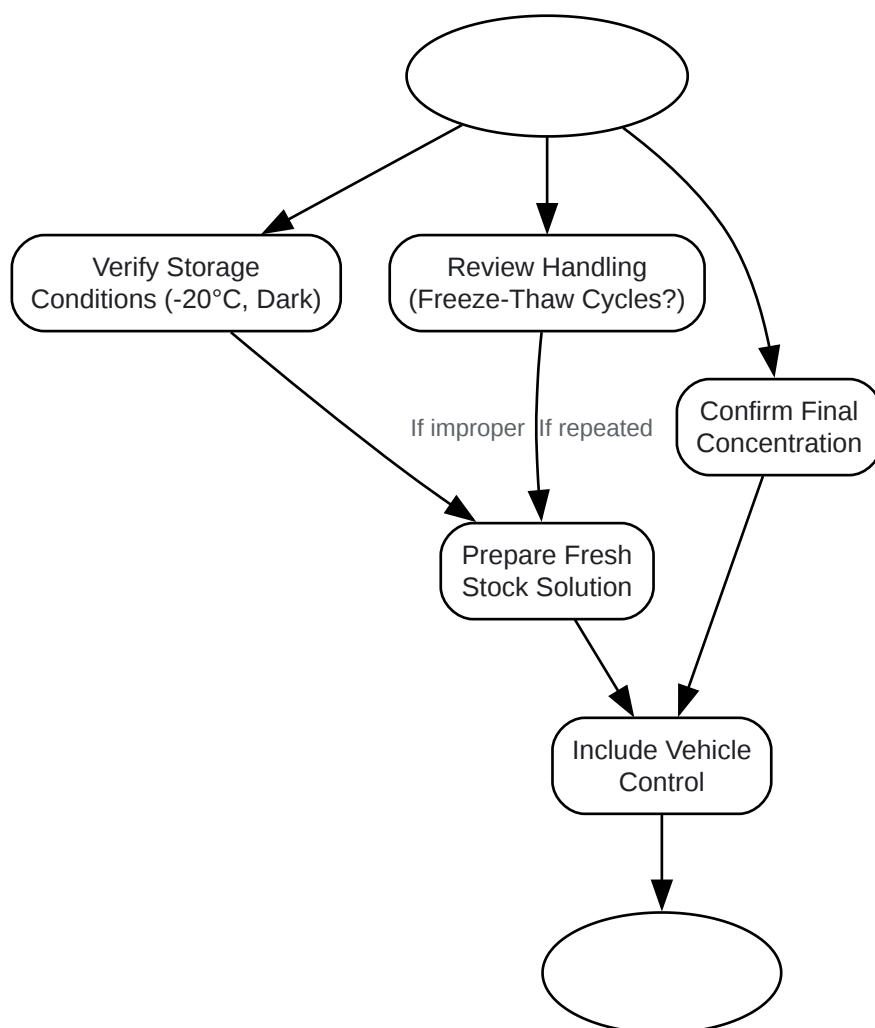 Verify Storage
Conditions (-20°C, Dark)
Review Handling
(Freeze-Thaw Cycles?)
Confirm Final
Concentration
If improper
If repeated
Prepare Fresh
Stock Solution
Include Vehicle
Control